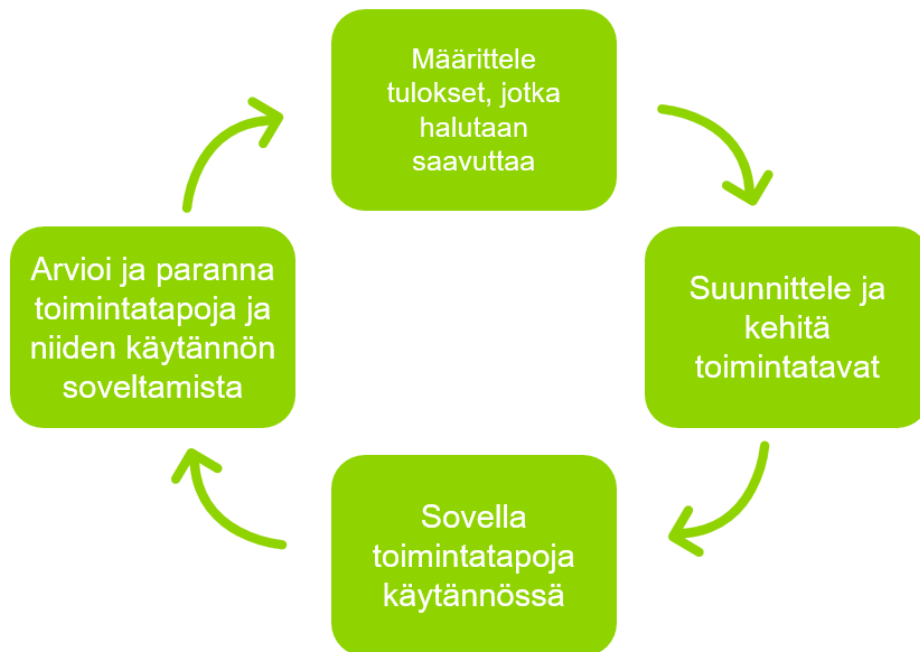 Määrittele
tulokset, jotka
halutaan
saavuttaa
Suunnittele ja
kehitä
toimintatavat
Sovella
toimintatapoja
käytännössä
Arvioi ja paranna
toimintatapoja ja
niiden käytännön
soveltamista